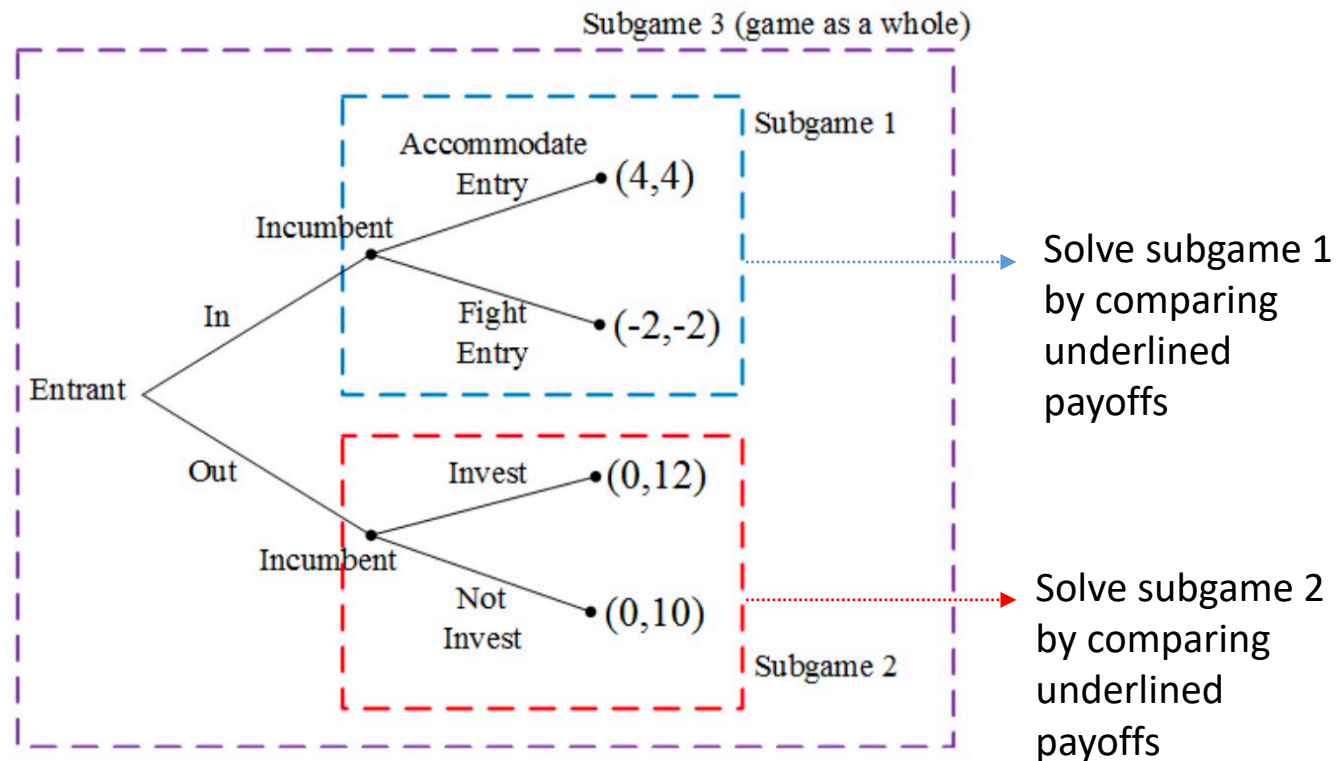 Subgame 3 (game as a whole)
Subgame 1
Accommodate
Entry
(4,4)
Incumbent
Solve subgame 1
by comparing
underlined
payoffs
In
Fight
Entry
(-2,-2)
Entrant
Out
Invest
(0,12)
Incumbent
Not
Invest
(0,10)
Subgame 2
Solve subgame 2
by comparing
underlined
payoffs